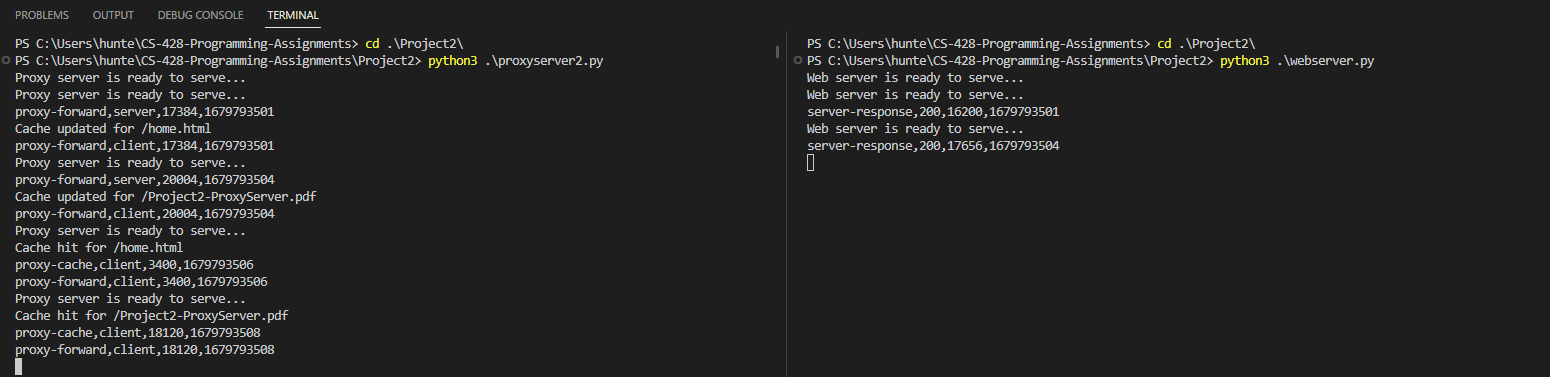 PROBLEMS OUTPUT DEBUG CONSOLE TERMINAL
PS C:\Users\hunte\CS-428-Programming-Assignments> cd .\Project2\
PS C:\Users\hunte\CS-428-Programming-Assignments\Project2> python3 .\proxyserver2.py
Proxy server is ready to serve...
Proxy server is ready to serve...
proxy-forward,server,17384,1679793501
Cache updated for /home.html
proxy-forward,client,17384,1679793501
Proxy server is ready to serve...
proxy-forward,server,20004,1679793504
Cache updated for /Project2-ProxyServer.pdf
proxy-forward,client,20004,1679793504
Proxy server is ready to serve...
Cache hit for /home.html
proxy-cache,client,3400,1679793506
proxy-forward,client,3400,1679793506
Proxy server is ready to serve...
Cache hit for /Project2-ProxyServer.pdf
proxy-cache,client,18120,1679793508
proxy-forward,client,18120,1679793508
PS C:\Users\hunte\CS-428-Programming-Assignments> cd .\Project2\
PS C:\Users\hunte\CS-428-Programming-Assignments\Project2> python3 .\webserver.py
Web server is ready to serve...
Web server is ready to serve...
server-response,200,16200,1679793501
Web server is ready to serve...
server-response,200,17656,1679793504